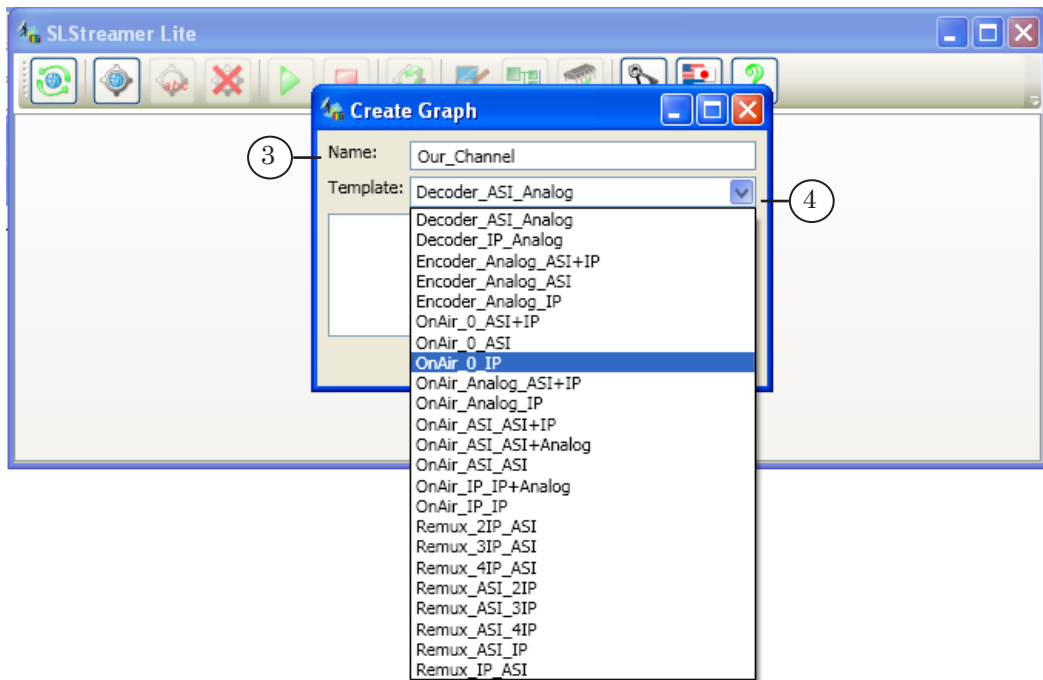 SLStreamer Lite
abc
Create Graph
3
Name:
Our_Channel
Template:
Decoder_ASI_Analog
4
Decoder_ASI_Analog
Decoder_IP_Analog
Encoder_Analog_ASI+IP
Encoder_Analog_ASI
Encoder_Analog_IP
OnAir_0_ASI+IP
OnAir_0_ASI
OnAir_0_IP
OnAir_Analog_ASI+IP
OnAir_Analog_IP
OnAir_ASI_ASI+IP
OnAir_ASI_ASI+Analog
OnAir_ASI_ASI
OnAir_IP_IP+Analog
OnAir_IP_IP
Remux_2IP_ASI
Remux_3IP_ASI
Remux_4IP_ASI
Remux_ASI_2IP
Remux_ASI_3IP
Remux_ASI_4IP
Remux_ASI_IP
Remux_IP_ASI